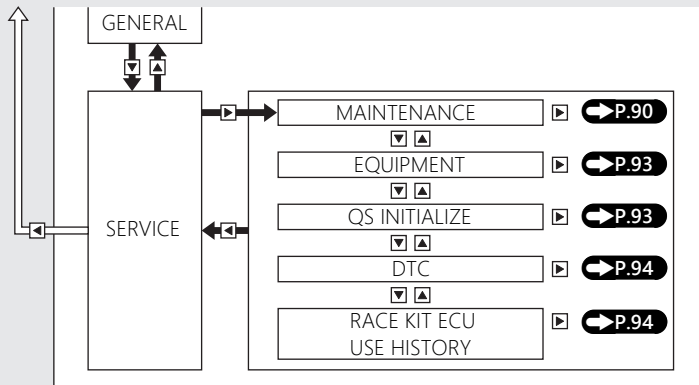 GENERAL
SERVICE
MAINTENANCE
P.90
EQUIPMENT
P.93
QS INITIALIZE
P.93
DTC
P.94
RACE KIT ECU
USE HISTORY
P.94